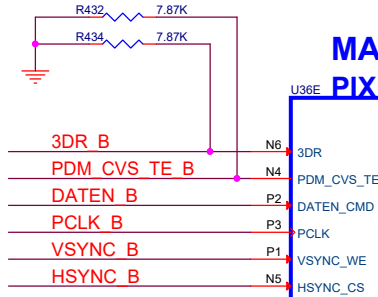 R432 7.87K
R434 7.87K
MA
U36E PIX
3DR_B N6 3DR
PDM_CVS_TE_B N4 PDM_CVS_TE
DATEN_B P2 DATEN_CMD
PCLK_B P3 PCLK
VSYNC_B P1 VSYNC_WE
HSYNC_B N5 HSYNC_CS